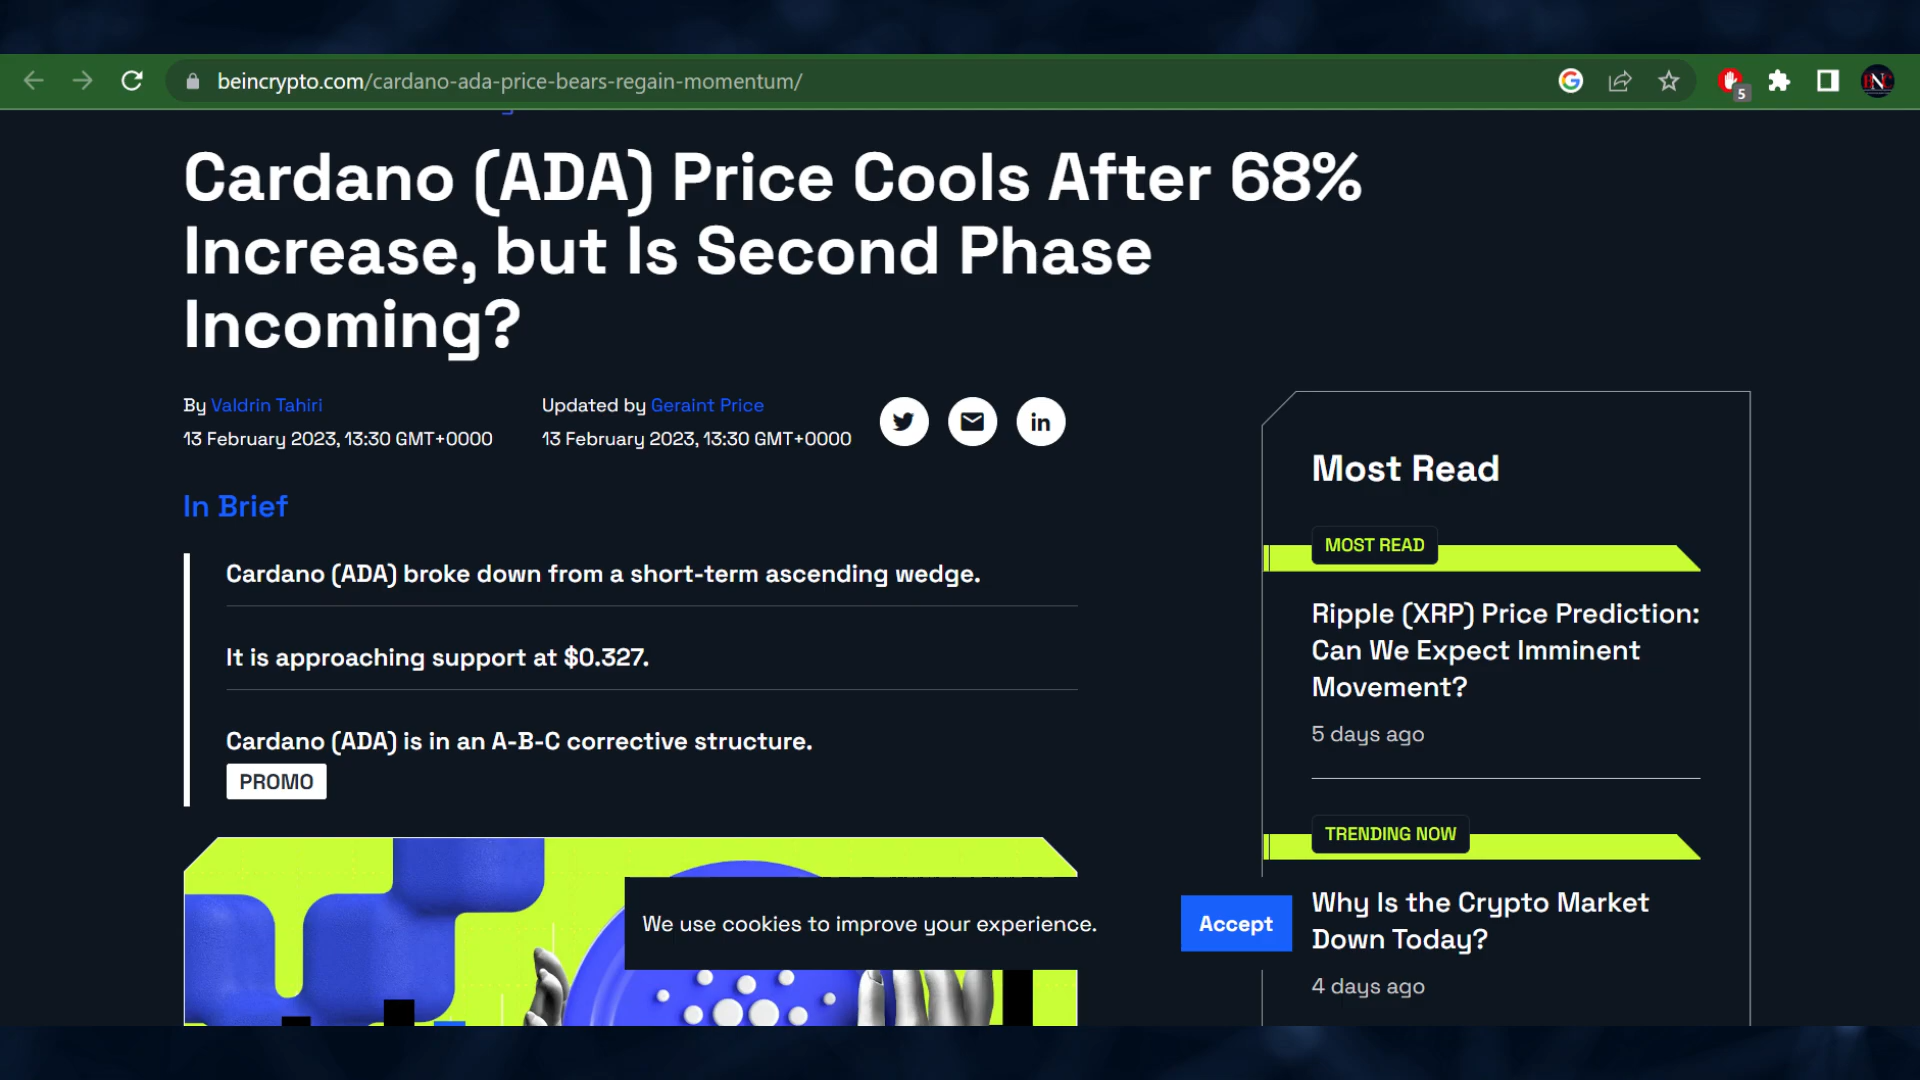 beincrypto.com/cardano-ada-price-bears-regain-momentum/
5
BNC
Cardano (ADA) Price Cools After 68%
Increase, but Is Second Phase
Incoming?
By Valdrin Tahiri
13 February 2023, 13:30 GMT+0000
Updated by Geraint Price
13 February 2023, 13:30 GMT+0000
in
In Brief
Cardano (ADA) broke down from a short-term ascending wedge.
It is approaching support at $0.327.
Cardano (ADA) is in an A-B-C corrective structure.
PROMO
We use cookies to improve your experience.
Accept
Most Read
MOST READ
Ripple (XRP) Price Prediction:
Can We Expect Imminent
Movement?
5 days ago
TRENDING NOW
Why Is the Crypto Market
Down Today?
4 days ago